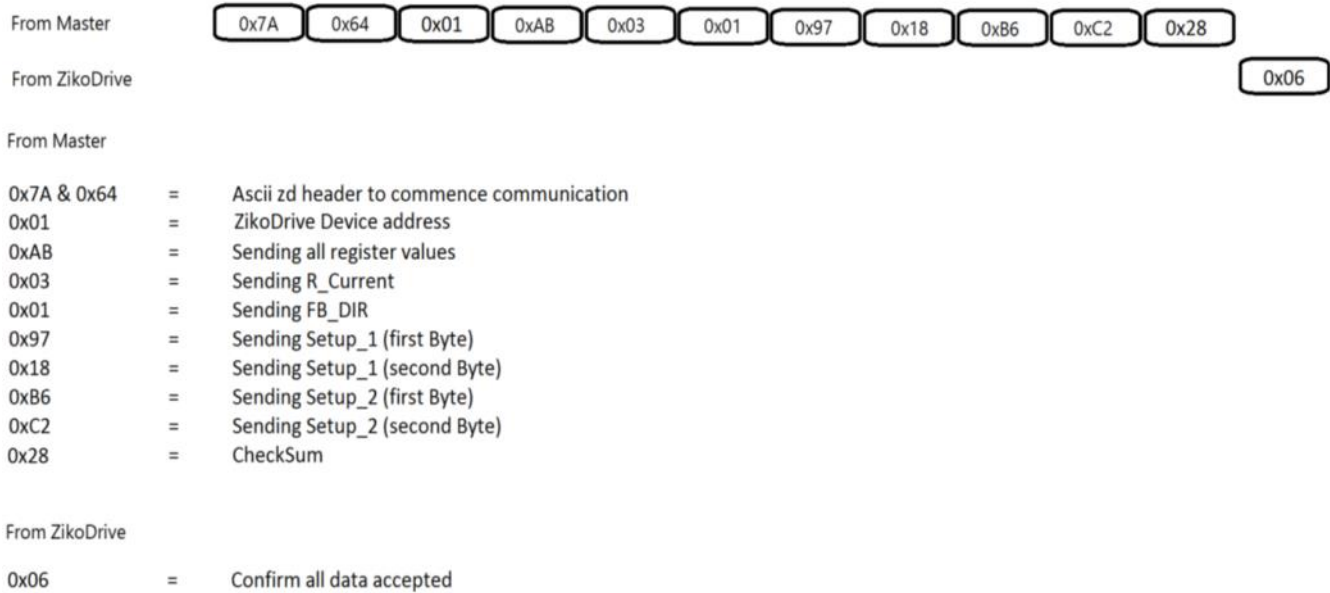 From Master 0x7A 0x64 0x01 0xAB 0x03 0x01 0x97 0x18 0xB6 0xC2 0x28
From ZikoDrive 0x06
From Master
0x7A & 0x64 = Ascii zd header to commence communication
0x01 = ZikoDrive Device address
0xAB = Sending all register values
0x03 = Sending R_Current
0x01 = Sending FB_DIR
0x97 = Sending Setup_1 (first Byte)
0x18 = Sending Setup_1 (second Byte)
0xB6 = Sending Setup_2 (first Byte)
0xC2 = Sending Setup_2 (second Byte)
0x28 = CheckSum
From ZikoDrive
0x06 = Confirm all data accepted